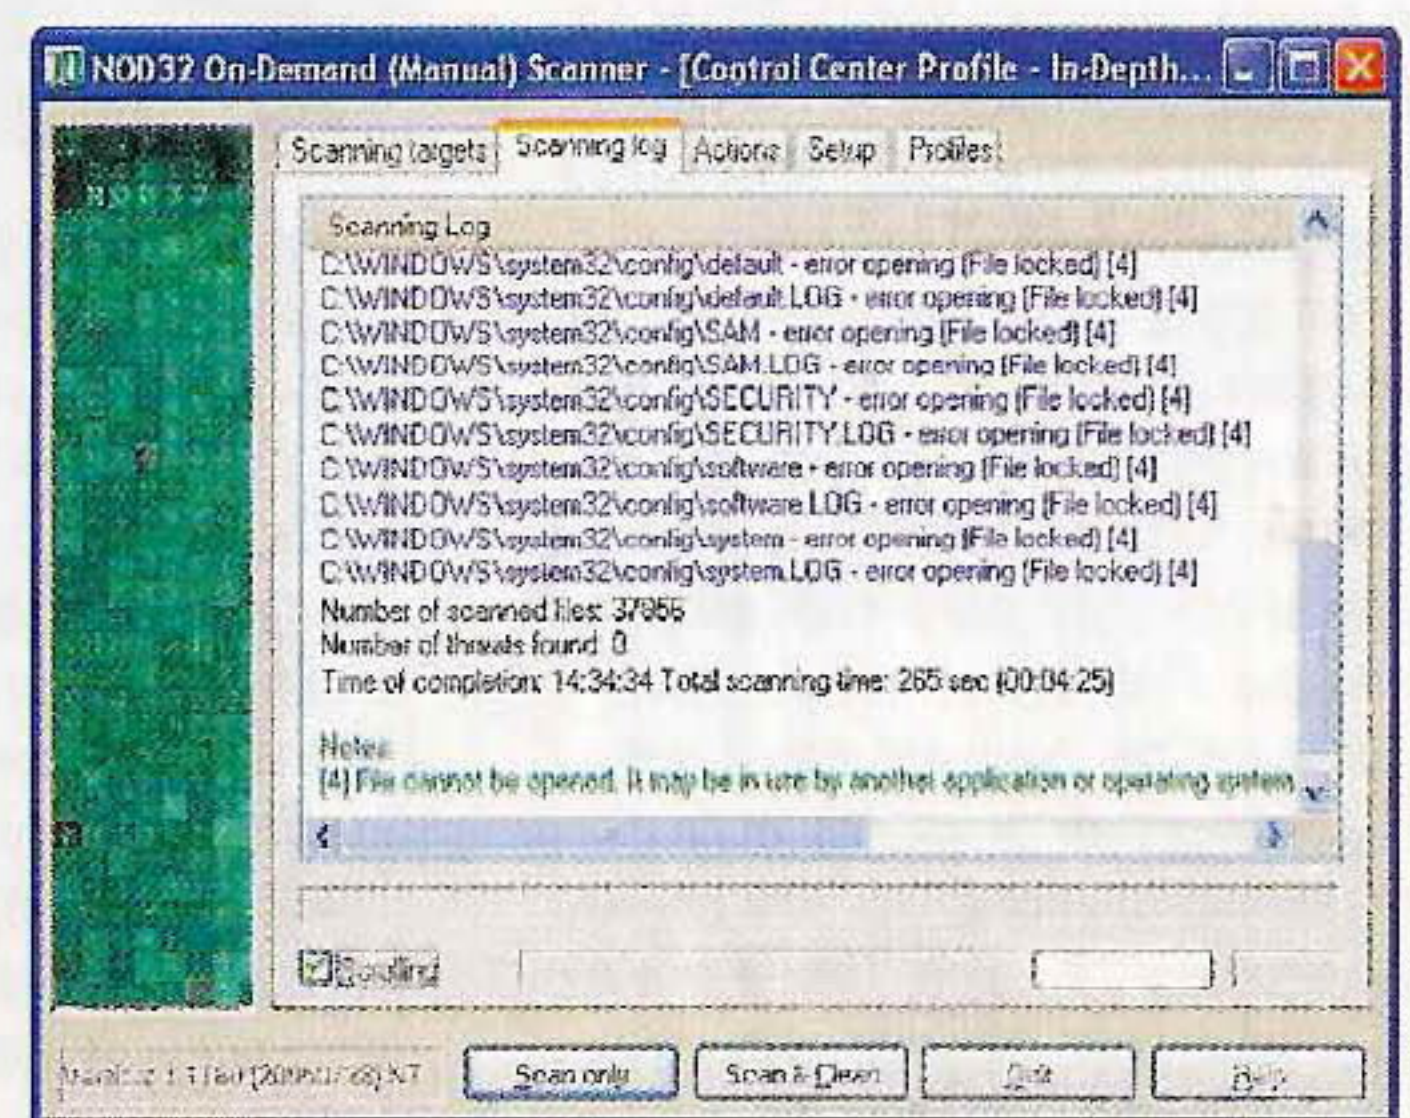 NOD32 On-Demand (Manual) Scanner - [Control Center Profile - In-Depth...
NOD32
Scanning targets Scanning log Actions Setup Profiles
Scanning Log
C:\WINDOWS\system32\config\default - error opening (File locked) [4]
C:\WINDOWS\system32\config\default.LOG - error opening (File locked) [4]
C:\WINDOWS\system32\config\SAM - error opening (File locked) [4]
C:\WINDOWS\system32\config\SAM.LOG - error opening (File locked) [4]
C:\WINDOWS\system32\config\SECURITY - error opening (File locked) [4]
C:\WINDOWS\system32\config\SECURITY.LOG - error opening (File locked) [4]
C:\WINDOWS\system32\config\software - error opening (File locked) [4]
C:\WINDOWS\system32\config\software.LOG - error opening (File locked) [4]
C:\WINDOWS\system32\config\system - error opening (File locked) [4]
C:\WINDOWS\system32\config\system.LOG - error opening (File locked) [4]
Number of scanned files:
Number of threats found: 0
Time of completion: 14:34:34 Total scanning time: 265 sec (00:04:25)
Notes:
[4] File cannot be opened. It may be in use by another application or operating system
Scrolling
Scan only Scan & Clean Quit Help